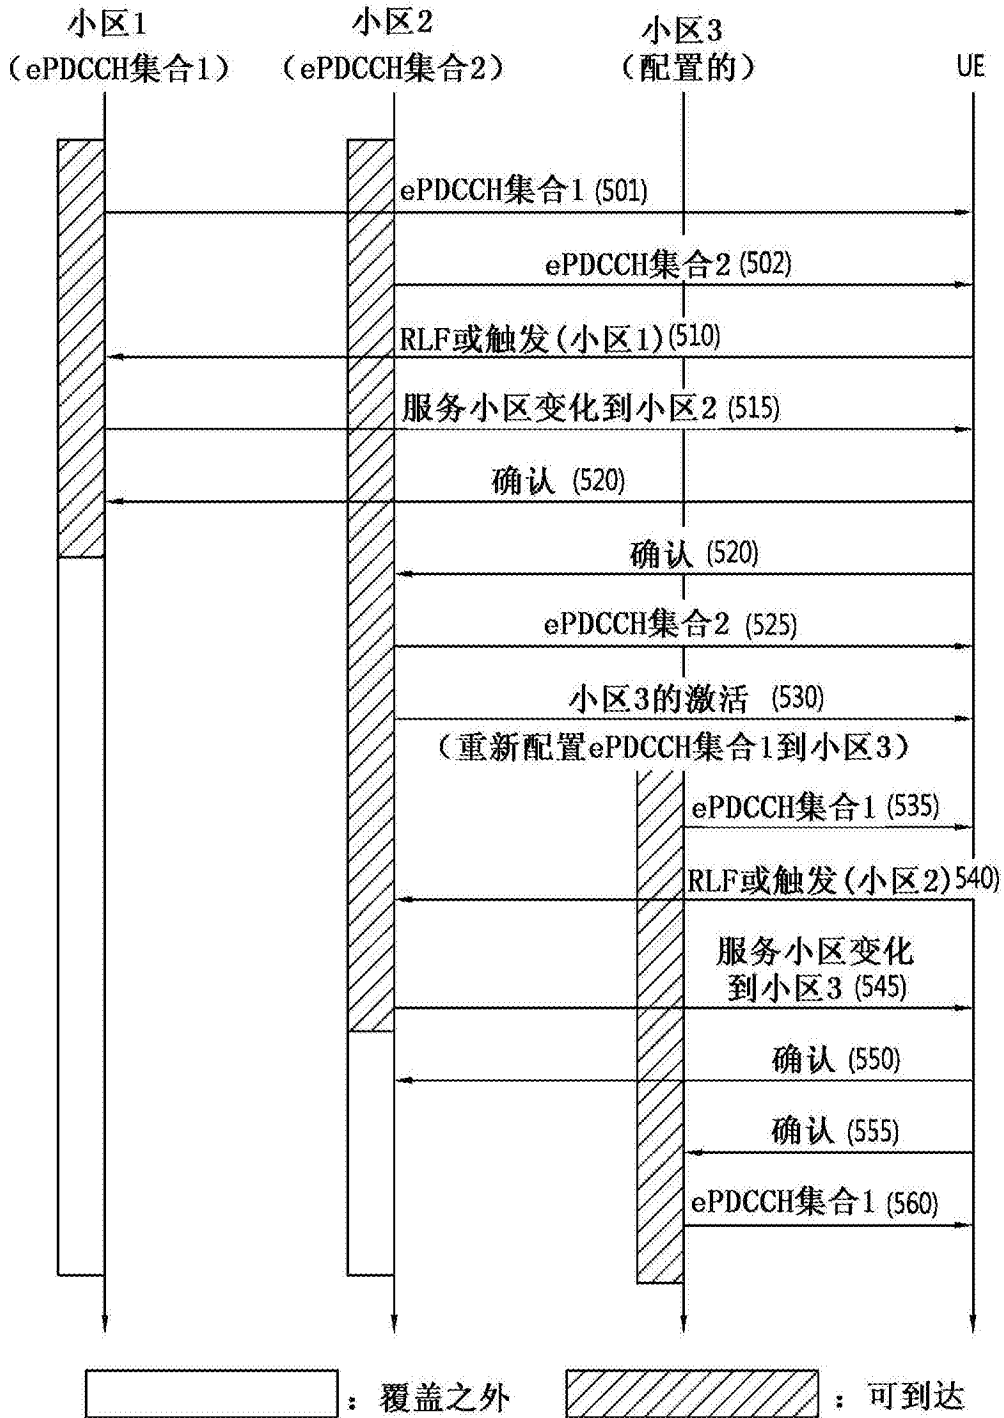 小区1
小区2
小区3
(ePDCCH集合1)
(ePDCCH集合2)
(配置的)
UE
ePDCCH集合1 (501)
ePDCCH集合2 (502)
RLF或触发(小区1)(510)
服务小区变化到小区2 (515)
确认 (520)
确认 (520)
ePDCCH集合2 (525)
小区3的激活 (530)
(重新配置ePDCCH集合1到小区3)
ePDCCH集合1 (535)
RLF或触发(小区2)540)
服务小区变化
到小区3 (545)
确认 (550)
确认 (555)
ePDCCH集合1 (560)
: 覆盖之外
: 可到达